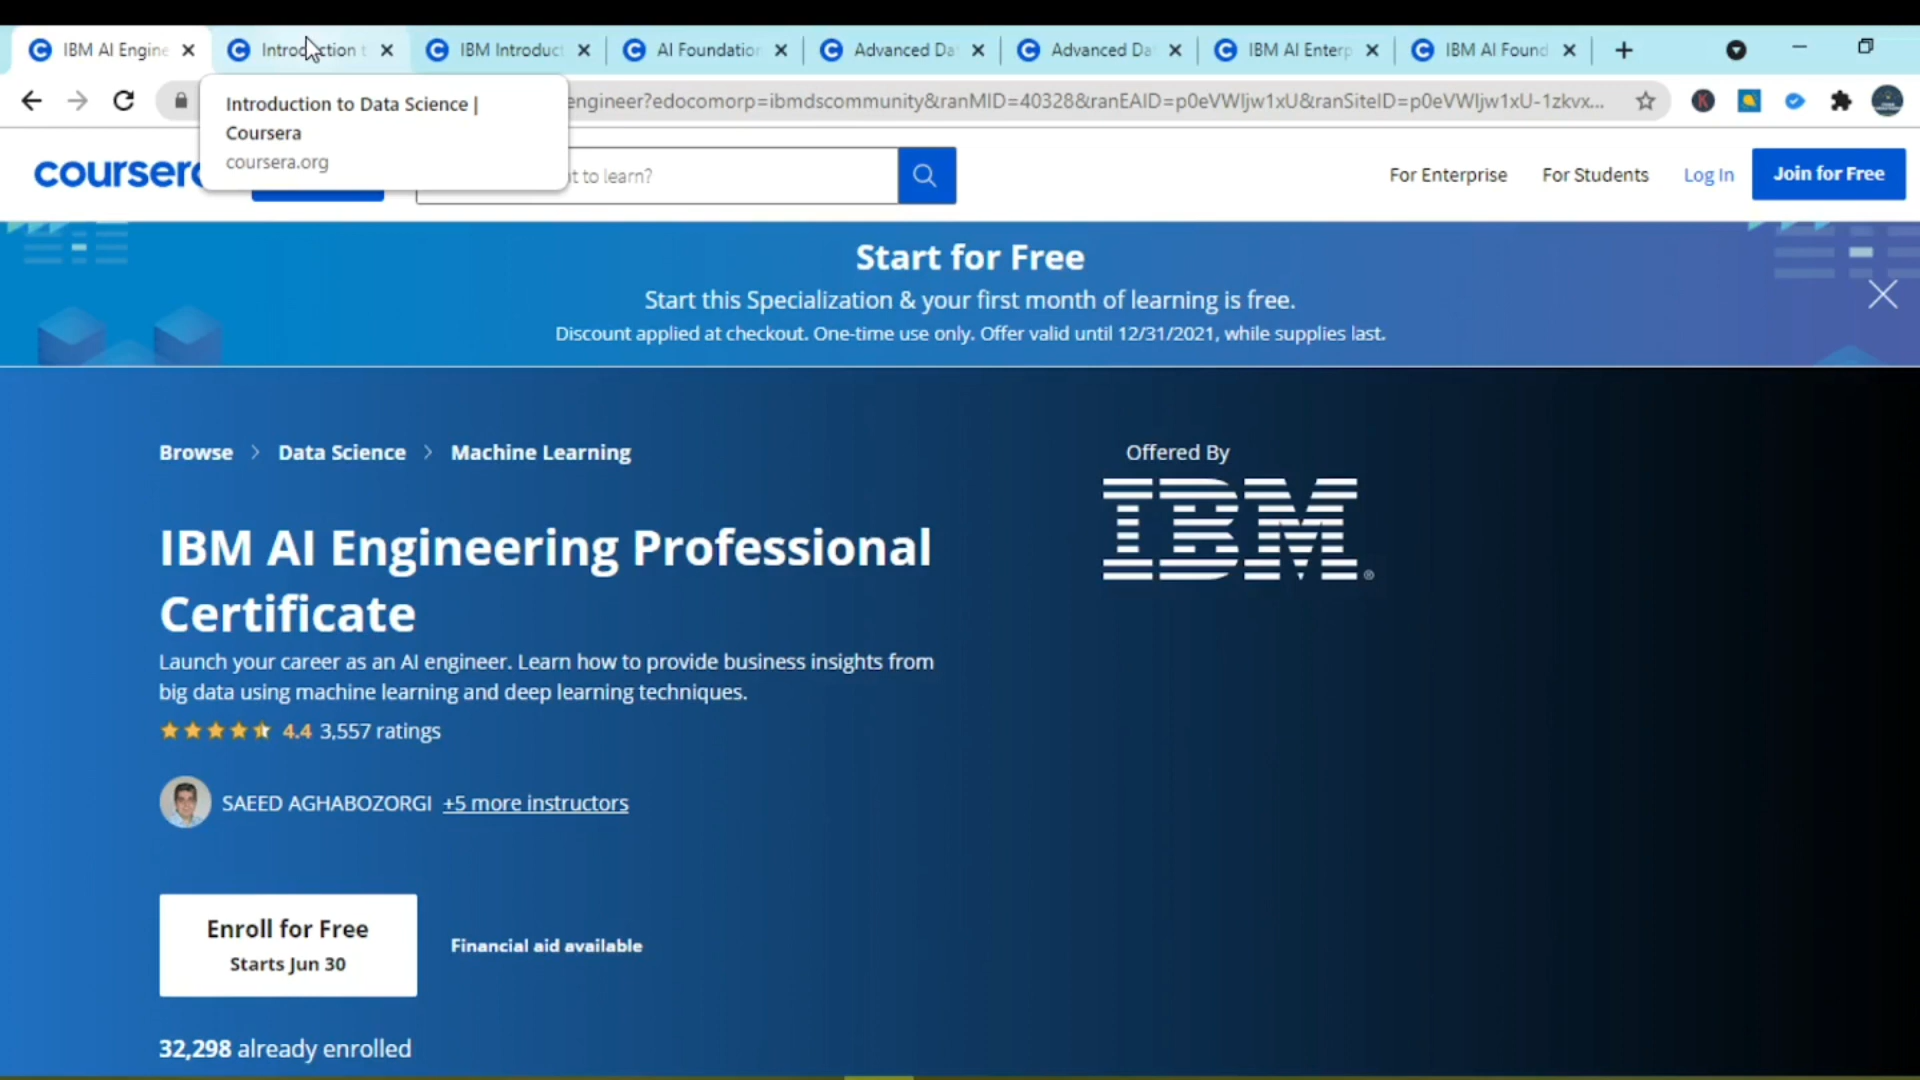 IBM AI Engine
Introduction t
IBM Introduct
AI Foundation
Advanced Da
Advanced Da
IBM AI Enterp
IBM AI Found
Introduction to Data Science |
Coursera
coursera.org
engineer?edocomorp=ibmdscommunity&ranMID=40328&ranEAID=p0eVWIjw1xU&ranSiteID=p0eVWIjw1xU-1zkvx...
coursera
t to learn?
For Enterprise
For Students
Log In
Join for Free
Start for Free
Start this Specialization & your first month of learning is free.
Discount applied at checkout. One-time use only. Offer valid until 12/31/2021, while supplies last.
Browse > Data Science > Machine Learning
Offered By
IBM®
IBM AI Engineering Professional
Certificate
Launch your career as an AI engineer. Learn how to provide business insights from
big data using machine learning and deep learning techniques.
4.4 3,557 ratings
SAEED AGHABOZORGI +5 more instructors
Enroll for Free
Starts Jun 30
Financial aid available
32,298 already enrolled